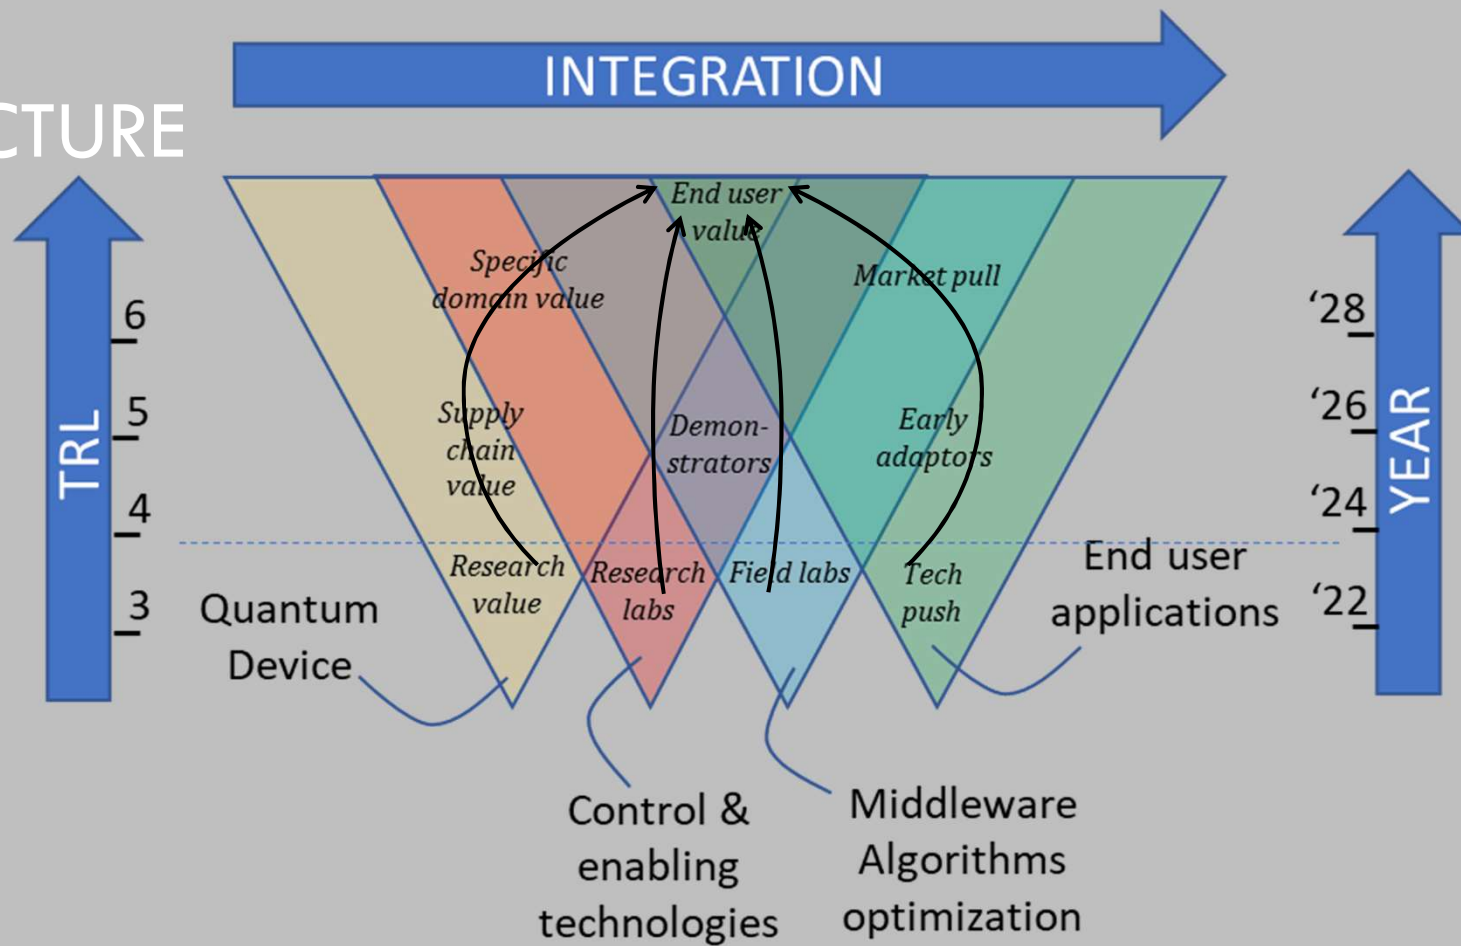 INTEGRATION
CTURE
End user
value
Specific
domain value
Market pull
6
‘28
5
‘26
Supply
chain
value
Demon-
strators
Early
adaptors
TRL
YEAR
4
‘24
Research
value
Research
labs
Field labs
Tech
push
End user
applications
3
‘22
Quantum
Device
Control &
enabling
technologies
Middleware
Algorithms
optimization